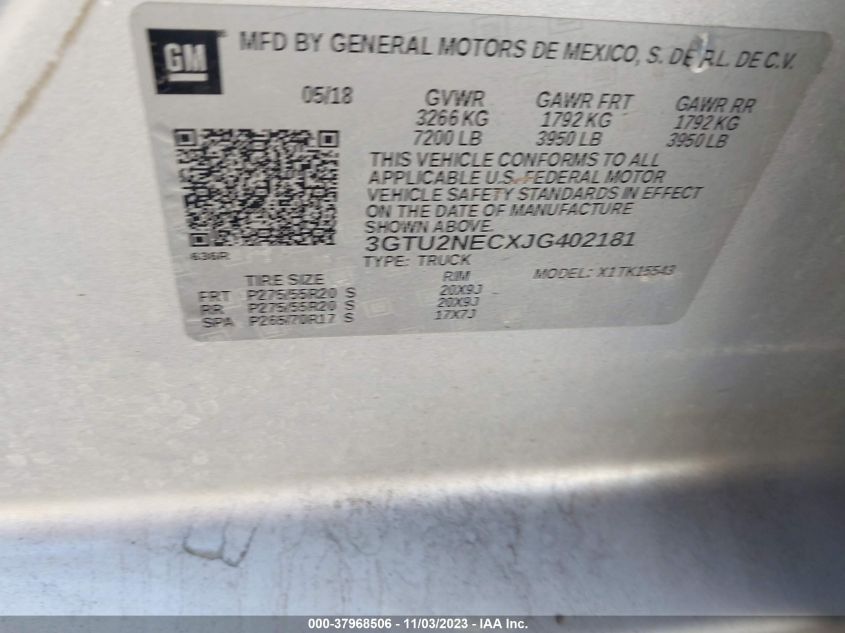 GM
MFD BY GENERAL MOTORS DE MEXICO, S. DE R.L. DE C.V.
05/18 GVWR GAWR FRT GAWR RR
3266 KG 1792 KG 1792 KG
7200 LB 3950 LB 3950 LB
THIS VEHICLE CONFORMS TO ALL
APPLICABLE U.S. FEDERAL MOTOR
VEHICLE SAFETY STANDARDS IN EFFECT
ON THE DATE OF MANUFACTURE
SHOWN ABOVE.
3GTU2NECXJG402181
636R TYPE: TRUCK MODEL: X1TK15543
TIRE SIZE RIM
FRT P275/55R20 S 20X9J
RR P275/55R20 S 20X9J
SPA P265/70R17 S 17X7J
000-37968506 - 11/03/2023 - IAA Inc.